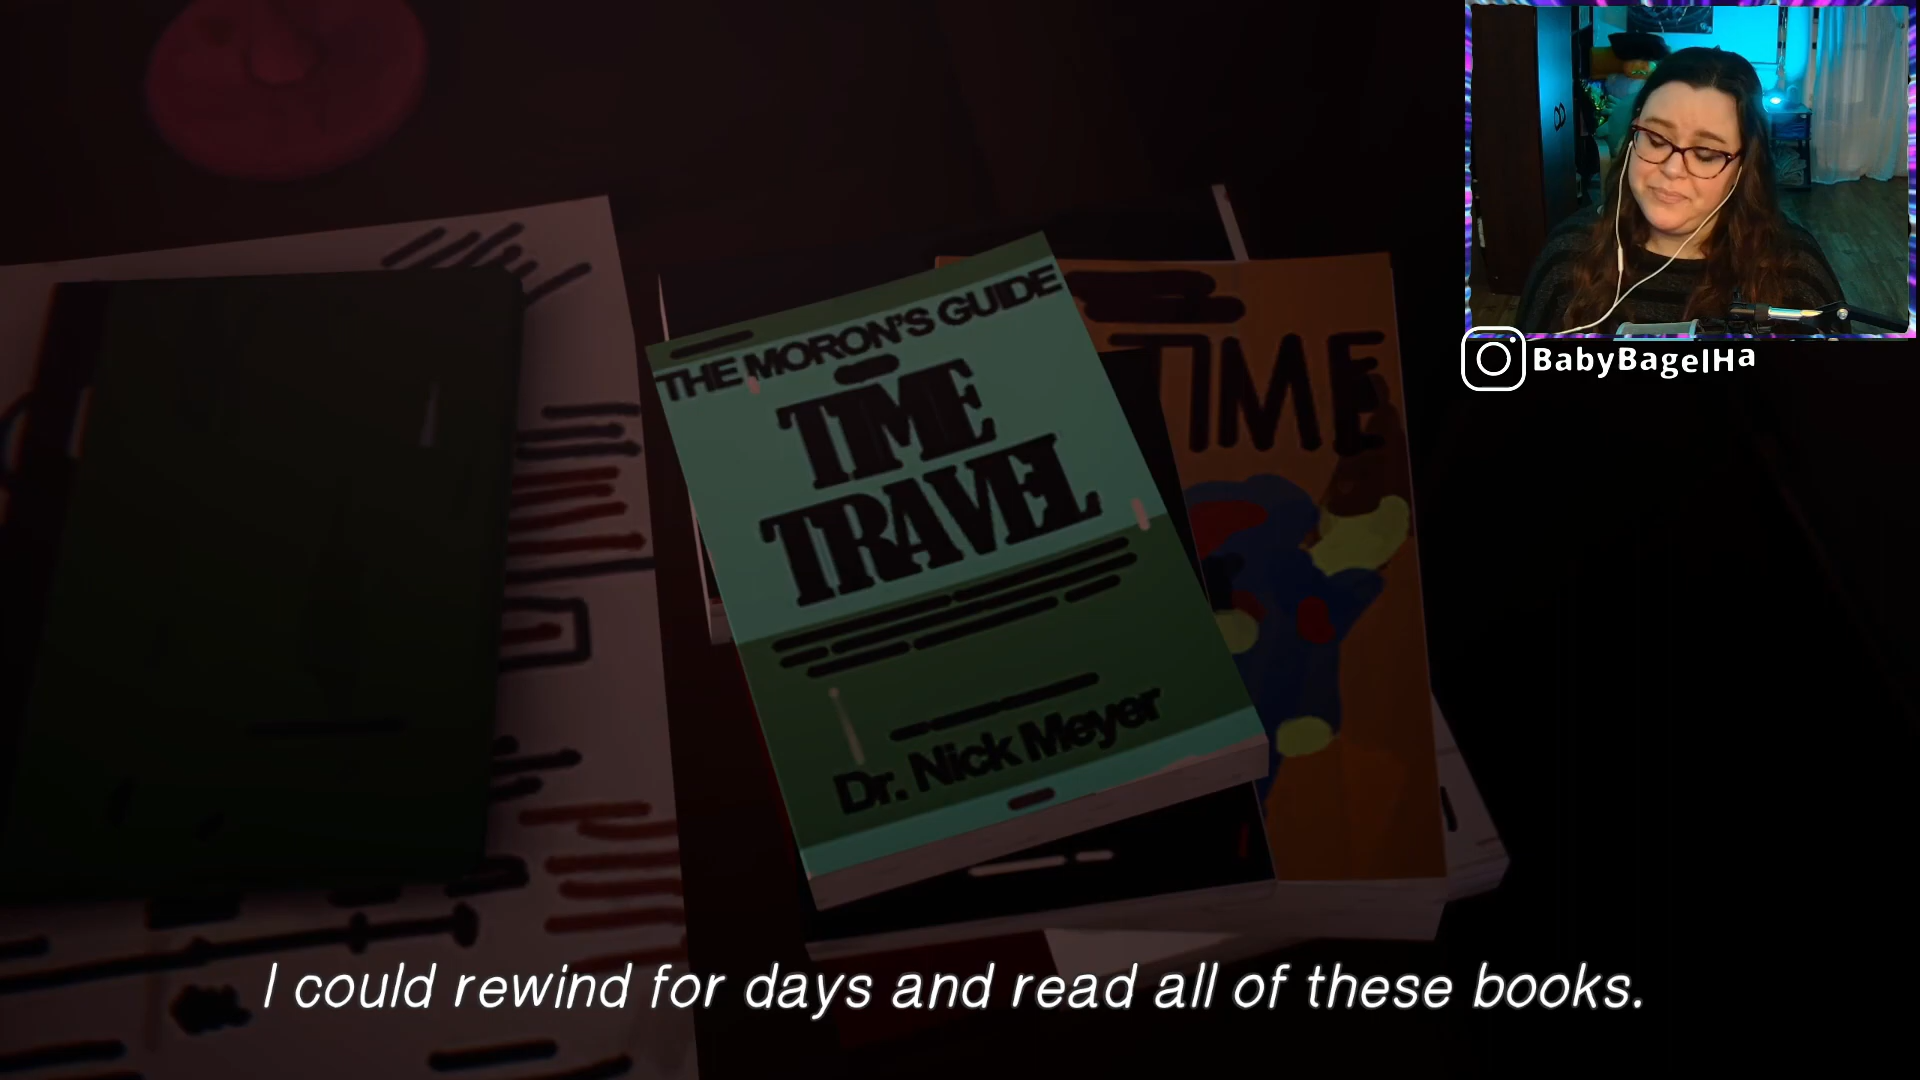 THE MORON'S GUIDE
TIME
TRAVEL
Dr. Nick Meyer
TIME
BabyBagelHa
I could rewind for days and read all of these books.